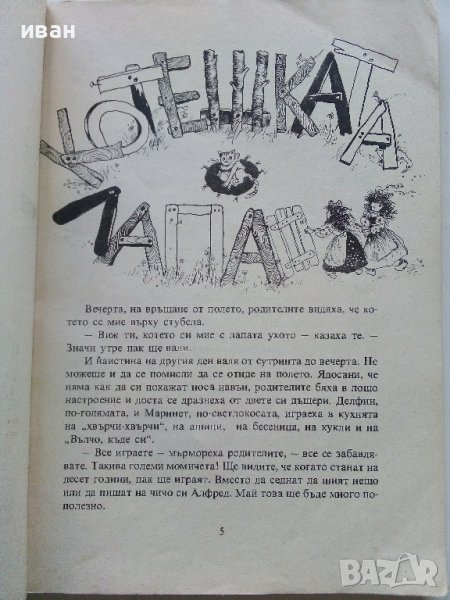 иван
КОТЕШКАТА
ЛАПА
Вечерта, на връщане от полето, родителите видяха, че ко-
тето се мие върху стубела.
— Виж ти, котето си мие с лапата ухото — казаха те. —
Значи утре пак ще вали.
И наистина на другия ден валя от сутринта до вечерта. Не
можеше и да се помисли да се отиде на полето. Ядосани, че
няма как да си покажат носа навън, родителите бяха в лошо
настроение и доста се дразнеха от двете си дъщери. Делфин,
по-голямата, и Маринет, по-светлокосата, играеха в кухнята
на „хвърчи-хвърчи“, на ашици, на бесеница, на кукли и на
„Вълчо, къде си“.
— Все играете — мърмореха родителите, — все се забавля-
вате. Такива големи момичета! Ще видите, че когато станат на
десет години, пак ще играят. Вместо да седнат да шият нещо
или да пишат на чичо си Алфред. Май това ще бъде много по-
полезно.
5
BAZAR